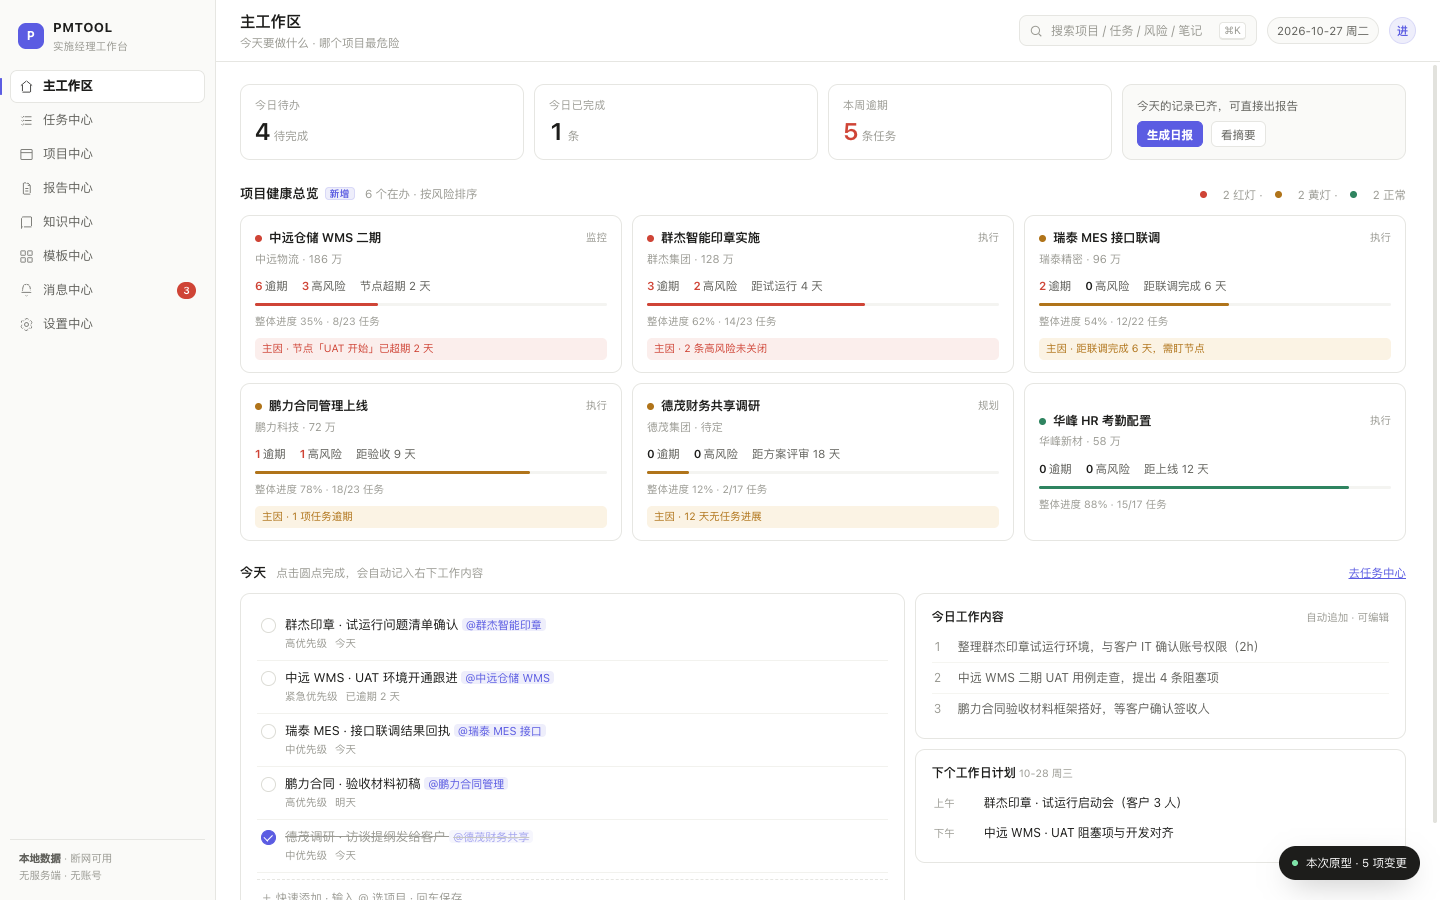 P
PMTOOL
实施经理工作台
主工作区
任务中心
项目中心
报告中心
知识中心
模板中心
消息中心 3
设置中心
本地数据 · 断网可用
无服务端 · 无账号
主工作区
今天要做什么 · 哪个项目最危险
搜索项目 / 任务 / 风险 / 笔记 ⌘K
2026-10-27 周二
进
今日待办
4 待完成
今日已完成
1 条
本周逾期
5 条任务
今天的记录已齐，可直接出报告
生成日报 看摘要
项目健康总览 新增 6 个在办 · 按风险排序
2 红灯 · 2 黄灯 · 2 正常
中远仓储 WMS 二期 监控
中远物流 · 186 万
6 逾期 3 高风险 节点超期 2 天
整体进度 35% · 8/23 任务
主因 · 节点「UAT 开始」已超期 2 天
群杰智能印章实施 执行
群杰集团 · 128 万
3 逾期 2 高风险 距试运行 4 天
整体进度 62% · 14/23 任务
主因 · 2 条高风险未关闭
瑞泰 MES 接口联调 执行
瑞泰精密 · 96 万
2 逾期 0 高风险 距联调完成 6 天
整体进度 54% · 12/22 任务
主因 · 距联调完成 6 天，需盯节点
鹏力合同管理上线 执行
鹏力科技 · 72 万
1 逾期 1 高风险 距验收 9 天
整体进度 78% · 18/23 任务
主因 · 1 项任务逾期
德茂财务共享调研 规划
德茂集团 · 待定
0 逾期 0 高风险 距方案评审 18 天
整体进度 12% · 2/17 任务
主因 · 12 天无任务进展
华峰 HR 考勤配置 执行
华峰新材 · 58 万
0 逾期 0 高风险 距上线 12 天
整体进度 88% · 15/17 任务
今天 点击圆点完成，会自动记入右下工作内容
去任务中心
群杰印章 · 试运行问题清单确认 @群杰智能印章
高优先级 今天
中远 WMS · UAT 环境开通跟进 @中远仓储 WMS
紧急优先级 已逾期 2 天
瑞泰 MES · 接口联调结果回执 @瑞泰 MES 接口
中优先级 今天
鹏力合同 · 验收材料初稿 @鹏力合同管理
高优先级 明天
德茂调研 · 访谈提纲发给客户 @德茂财务共享
中优先级 今天
＋ 快速添加 · 输入 @ 选项目 · 回车保存
今日工作内容 自动追加 · 可编辑
1 整理群杰印章试运行环境，与客户 IT 确认账号权限（2h）
2 中远 WMS 二期 UAT 用例走查，提出 4 条阻塞项
3 鹏力合同验收材料框架搭好，等客户确认签收人
下个工作日计划 10-28 周三
上午 群杰印章 · 试运行启动会（客户 3 人）
下午 中远 WMS · UAT 阻塞项与开发对齐
本次原型 · 5 项变更